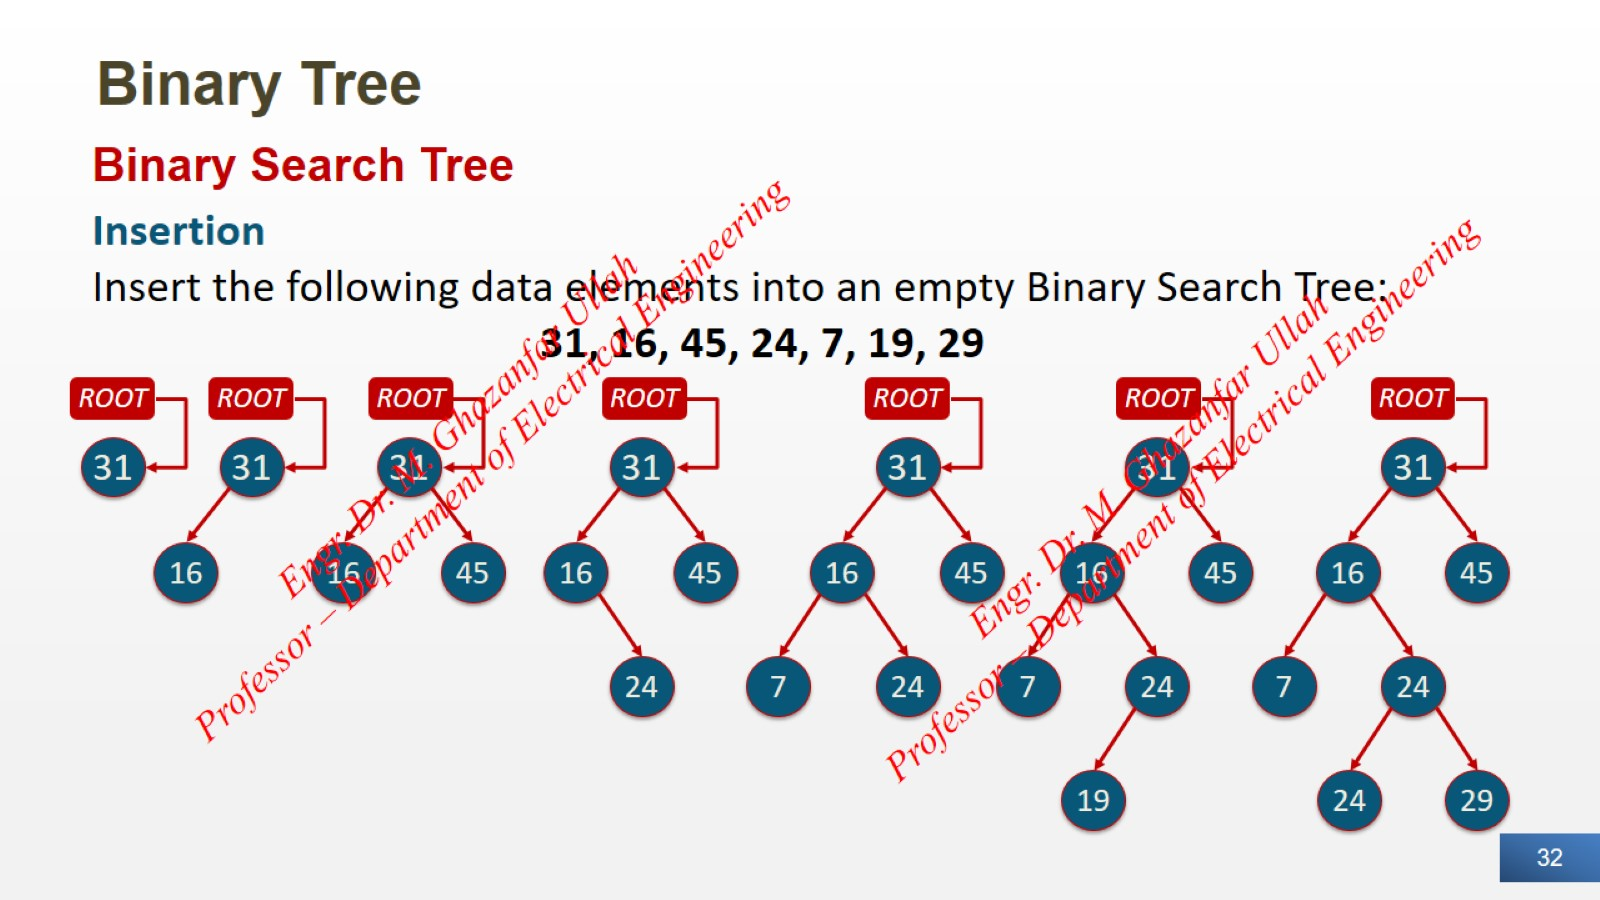 Binary Tree
Binary Search Tree
Insertion
Insert the following data elements into an empty Binary Search Tree:
31, 16, 45, 24, 7, 19, 29
ROOT ROOT ROOT ROOT ROOT ROOT ROOT
31 31 31 31 31 31 31
16 16 45 16 45 16 45 16 45 16 45
24 7 24 7 24 7 24
19 24 29
Engr. Dr. M. Ghazanfar Ullah
Professor – Department of Electrical Engineering
Engr. Dr. M. Ghazanfar Ullah
Professor – Department of Electrical Engineering
32